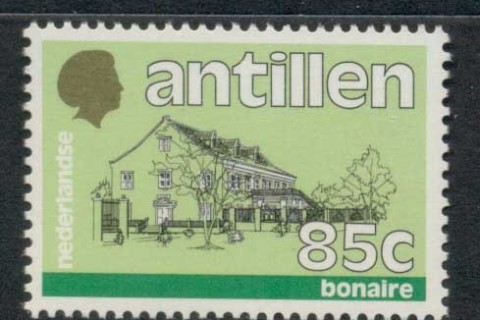 antillen
nederlandse
85c
bonaire